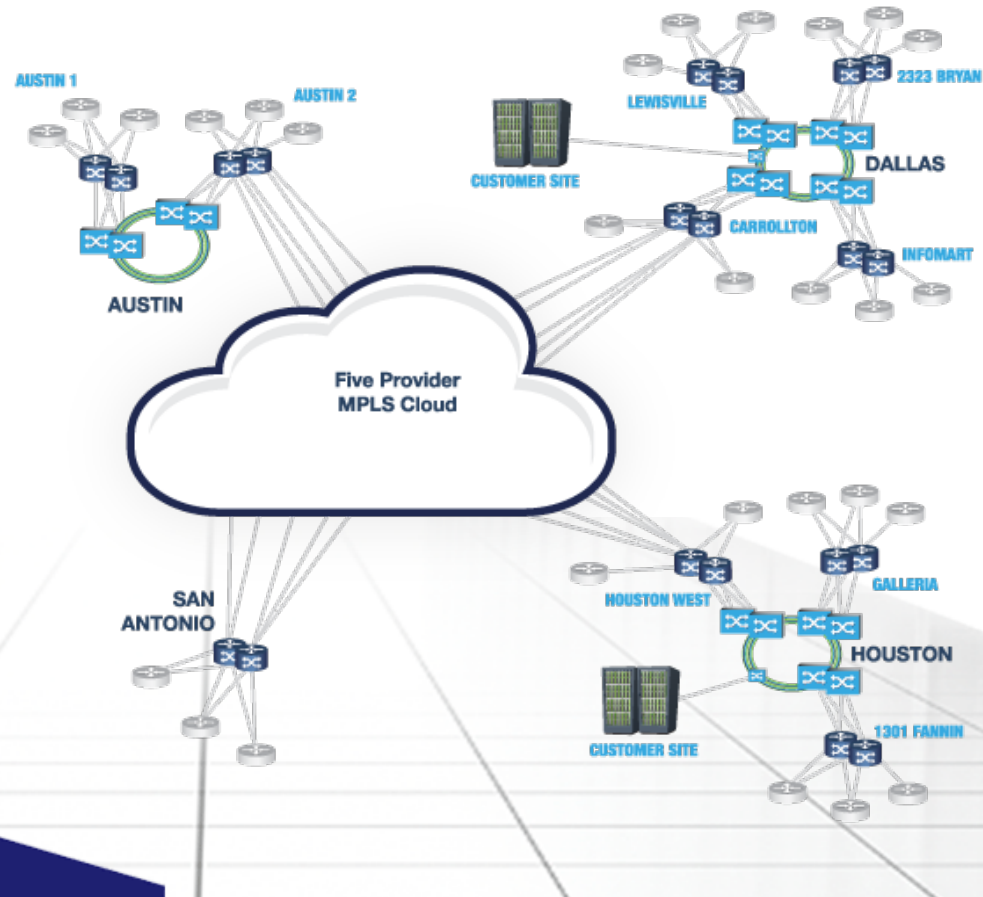 AUSTIN 1
AUSTIN 2
AUSTIN
LEWISVILLE
2323 BRYAN
CUSTOMER SITE
DALLAS
CARROLLTON
INFOMART
Five Provider
MPLS Cloud
SAN
ANTONIO
HOUSTON WEST
GALLERIA
HOUSTON
CUSTOMER SITE
1301 FANNIN